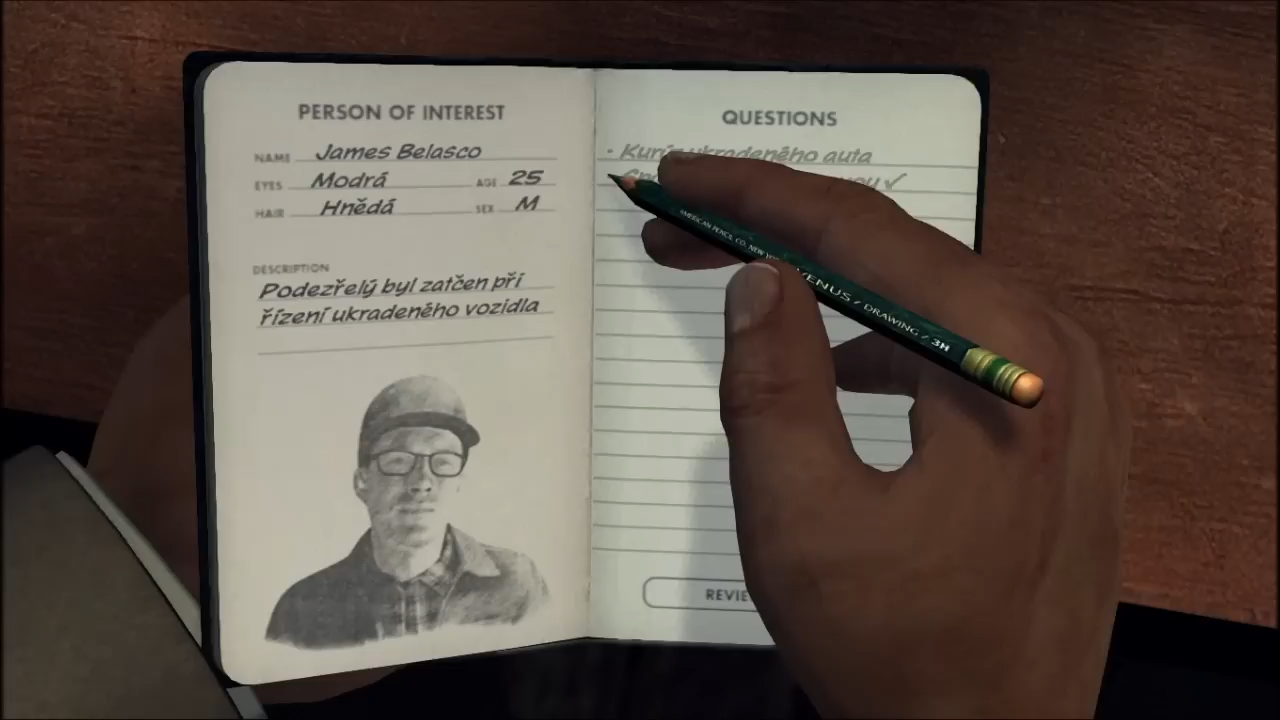 PERSON OF INTEREST
NAME James Belasco
EYES Modrá AGE 25
HAIR Hnědá SEX M
DESCRIPTION
Podezřelý byl zatčen při
řízení ukradeného vozidla
QUESTIONS
· ukradeného auta
✓
AMERICAN PENCIL CO. NEW
VENUS / DRAWING / 3H